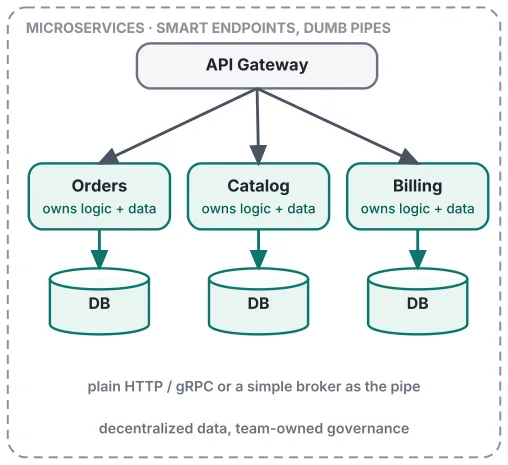 MICROSERVICES · SMART ENDPOINTS, DUMB PIPES
API Gateway
Orders
owns logic + data
Catalog
owns logic + data
Billing
owns logic + data
DB
DB
DB
plain HTTP / gRPC or a simple broker as the pipe
decentralized data, team-owned governance